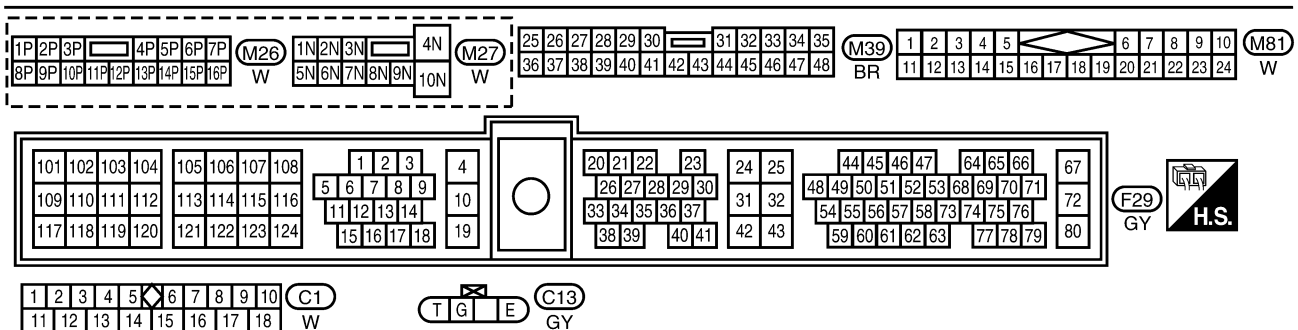 1P 2P 3P 4P 5P 6P 7P
8P 9P 10P 11P 12P 13P 14P 15P 16P
M26
W
1N 2N 3N 4N
5N 6N 7N 8N 9N 10N
M27
W
25 26 27 28 29 30 31 32 33 34 35
36 37 38 39 40 41 42 43 44 45 46 47 48
M39
BR
1 2 3 4 5 6 7 8 9 10
11 12 13 14 15 16 17 18 19 20 21 22 23 24
M81
W
101 102 103 104
109 110 111 112
117 118 119 120
105 106 107 108
113 114 115 116
121 122 123 124
1 2 3 4
5 6 7 8 9 10
11 12 13 14
15 16 17 18 19
20 21 22 23 24 25
26 27 28 29 30 31 32
33 34 35 36 37
38 39 40 41 42 43
44 45 46 47 64 65 66 67
48 49 50 51 52 53 68 69 70 71 72
54 55 56 57 58 73 74 75 76
59 60 61 62 63 77 78 79 80
F29
GY
H.S.
1 2 3 4 5 6 7 8 9 10
11 12 13 14 15 16 17 18
C1
W
T G E
C13
GY